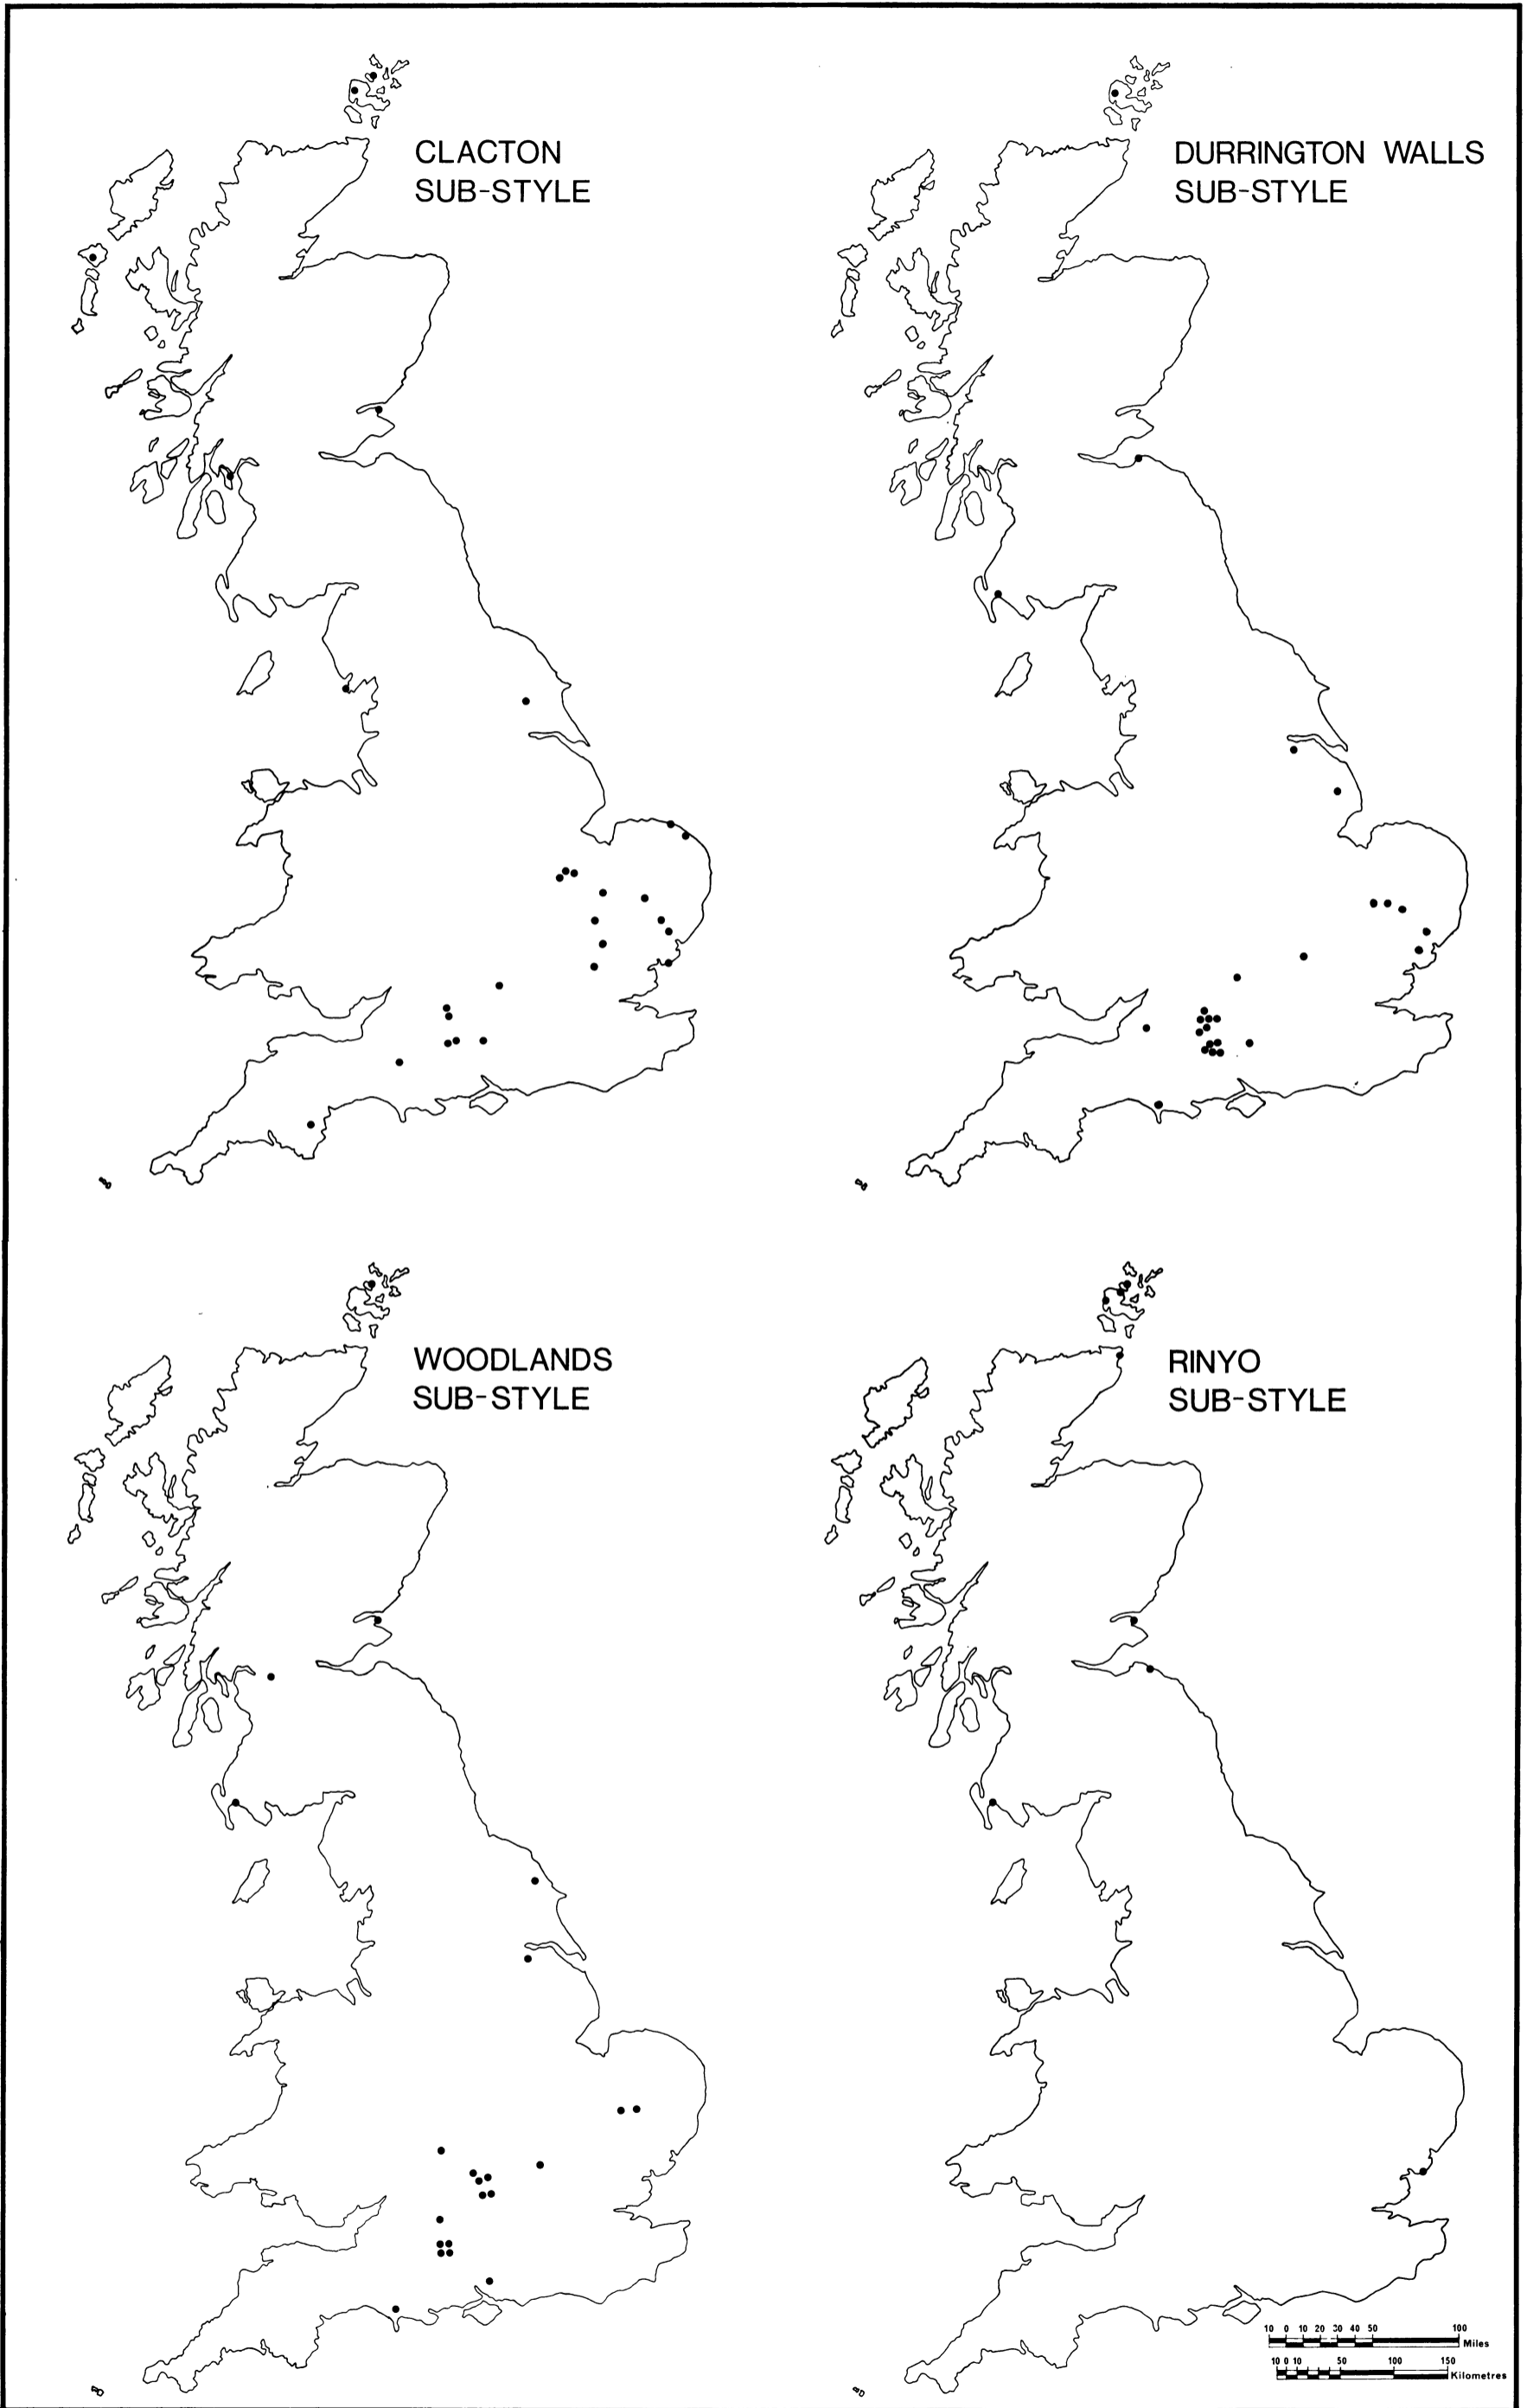 CLACTON
SUB-STYLE
DURRINGTON WALLS
SUB-STYLE
WOODLANDS
SUB-STYLE
RINYO
SUB-STYLE
10 0 10 20 30 40 50 100
Miles
10 0 10 50 100 150
Kilometres